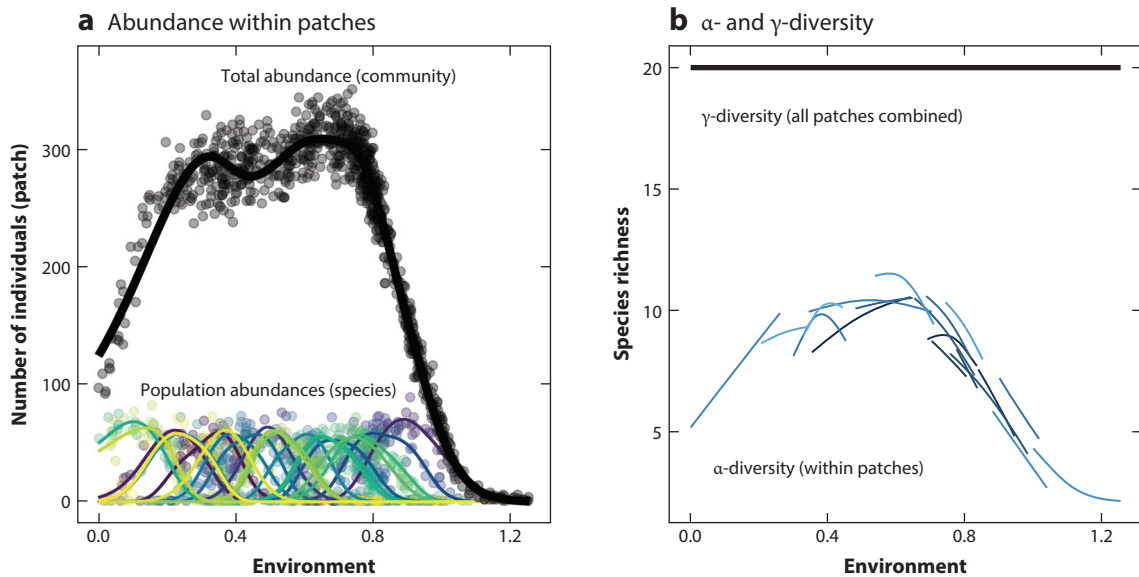 a Abundance within patches
Total abundance (community)
Population abundances (species)
Number of individuals (patch)
300
200
100
0
0.0 0.4 0.8 1.2
Environment
b α- and γ-diversity
γ-diversity (all patches combined)
α-diversity (within patches)
Species richness
20
15
10
5
0.0 0.4 0.8 1.2
Environment